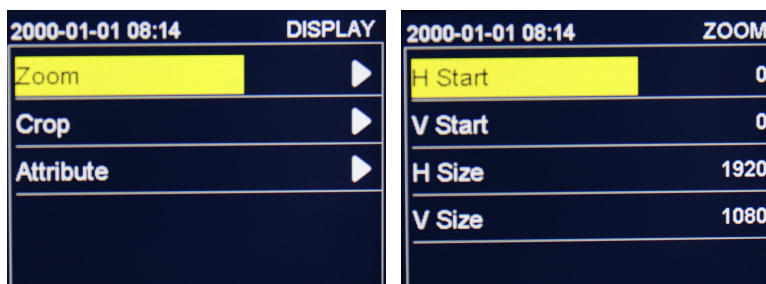 2000-01-01 08:14 DISPLAY
Zoom
Crop
Attribute
2000-01-01 08:14 ZOOM
H Start 0
V Start 0
H Size 1920
V Size 1080